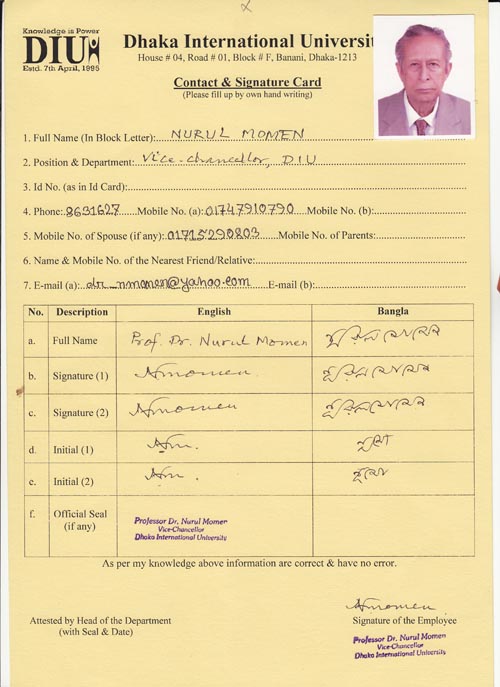 Knowledge is Power
DIU
Estd. 7th April, 1995
Dhaka International Universit
House # 04, Road # 01, Block # F, Banani, Dhaka-1213
Contact & Signature Card
(Please fill up by own hand writing)
1. Full Name (In Block Letter): NURUL MOMEN
2. Position & Department: Vice-Chancellor, DIU
3. Id No. (as in Id Card):
4. Phone: 8631627 Mobile No. (a): 01747910790 Mobile No. (b):
5. Mobile No. of Spouse (if any): 01715290803 Mobile No. of Parents:
6. Name & Mobile No. of the Nearest Friend/Relative:
7. E-mail (a): dr_nmomen@yahoo.com E-mail (b):
No. Description English Bangla
a. Full Name Prof. Dr. Nurul Momen
b. Signature (1) Nmomen
c. Signature (2) Nmomen
d. Initial (1)
e. Initial (2)
f. Official Seal (if any)
Professor Dr. Nurul Momen
Vice-Chancellor
Dhaka International University
As per my knowledge above information are correct & have no error.
Nmomen
Attested by Head of the Department Signature of the Employee
(with Seal & Date)
Professor Dr. Nurul Momen
Vice-Chancellor
Dhaka International University